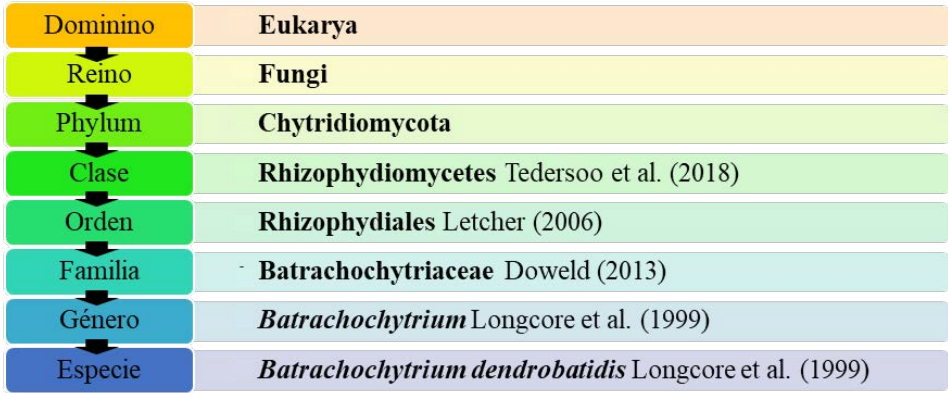 Dominino Eukarya
Reino Fungi
Phylum Chytridiomycota
Clase Rhizophydiomycetes Tedersoo et al. (2018)
Orden Rhizophydiales Letcher (2006)
Familia - Batrachochytriaceae Doweld (2013)
Género Batrachochytrium Longcore et al. (1999)
Especie Batrachochytrium dendrobatidis Longcore et al. (1999)